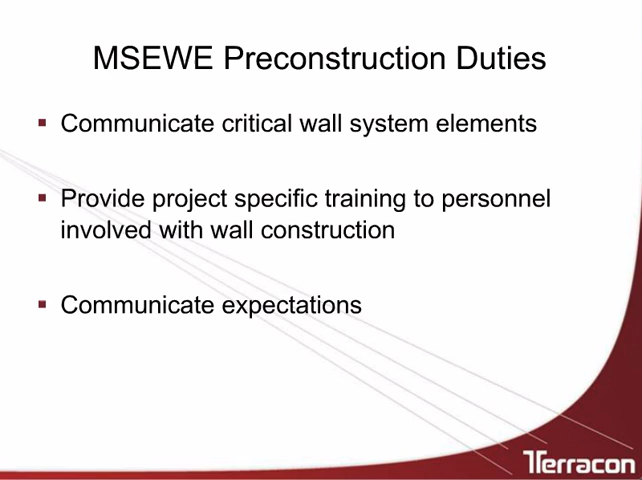 MSEWE Preconstruction Duties
▪ Communicate critical wall system elements
▪ Provide project specific training to personnel
involved with wall construction
▪ Communicate expectations
Terracon